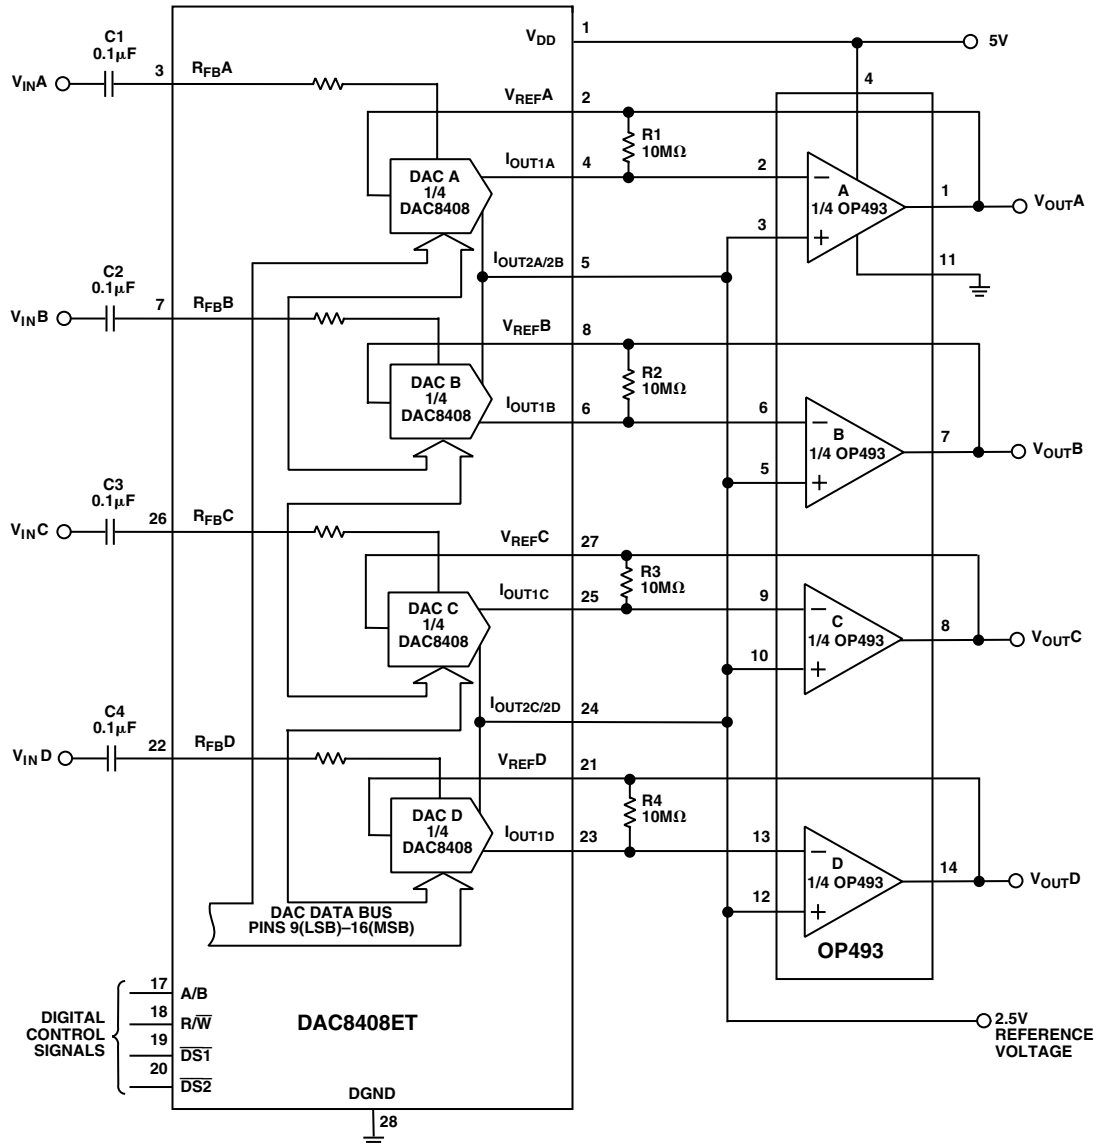 C1
0.1µF
VINA
3
RFBA
VDD
1
5V
4
VREFA
2
R1
10MΩ
IOUT1A
4
DAC A
1/4
DAC8408
2
−
A
1/4 OP493
1
VOUTA
3
+
IOUT2A/2B
5
11
C2
0.1µF
VINB
7
RFBB
VREFB
8
R2
10MΩ
DAC B
1/4
DAC8408
IOUT1B
6
6
−
B
1/4 OP493
7
VOUTB
5
+
C3
0.1µF
VINC
26
RFBC
VREFC
27
R3
10MΩ
IOUT1C
25
DAC C
1/4
DAC8408
9
−
C
1/4 OP493
8
VOUTC
10
+
IOUT2C/2D
24
C4
0.1µF
VIND
22
RFBD
VREFD
21
R4
10MΩ
DAC D
1/4
DAC8408
IOUT1D
23
13
−
D
1/4 OP493
14
VOUTD
12
+
OP493
DAC DATA BUS
PINS 9(LSB)–16(MSB)
DIGITAL
CONTROL
SIGNALS
17
A/B
18
R/W̅
19
D̅S̅1̅
20
D̅S̅2̅
DAC8408ET
2.5V
REFERENCE
VOLTAGE
DGND
28